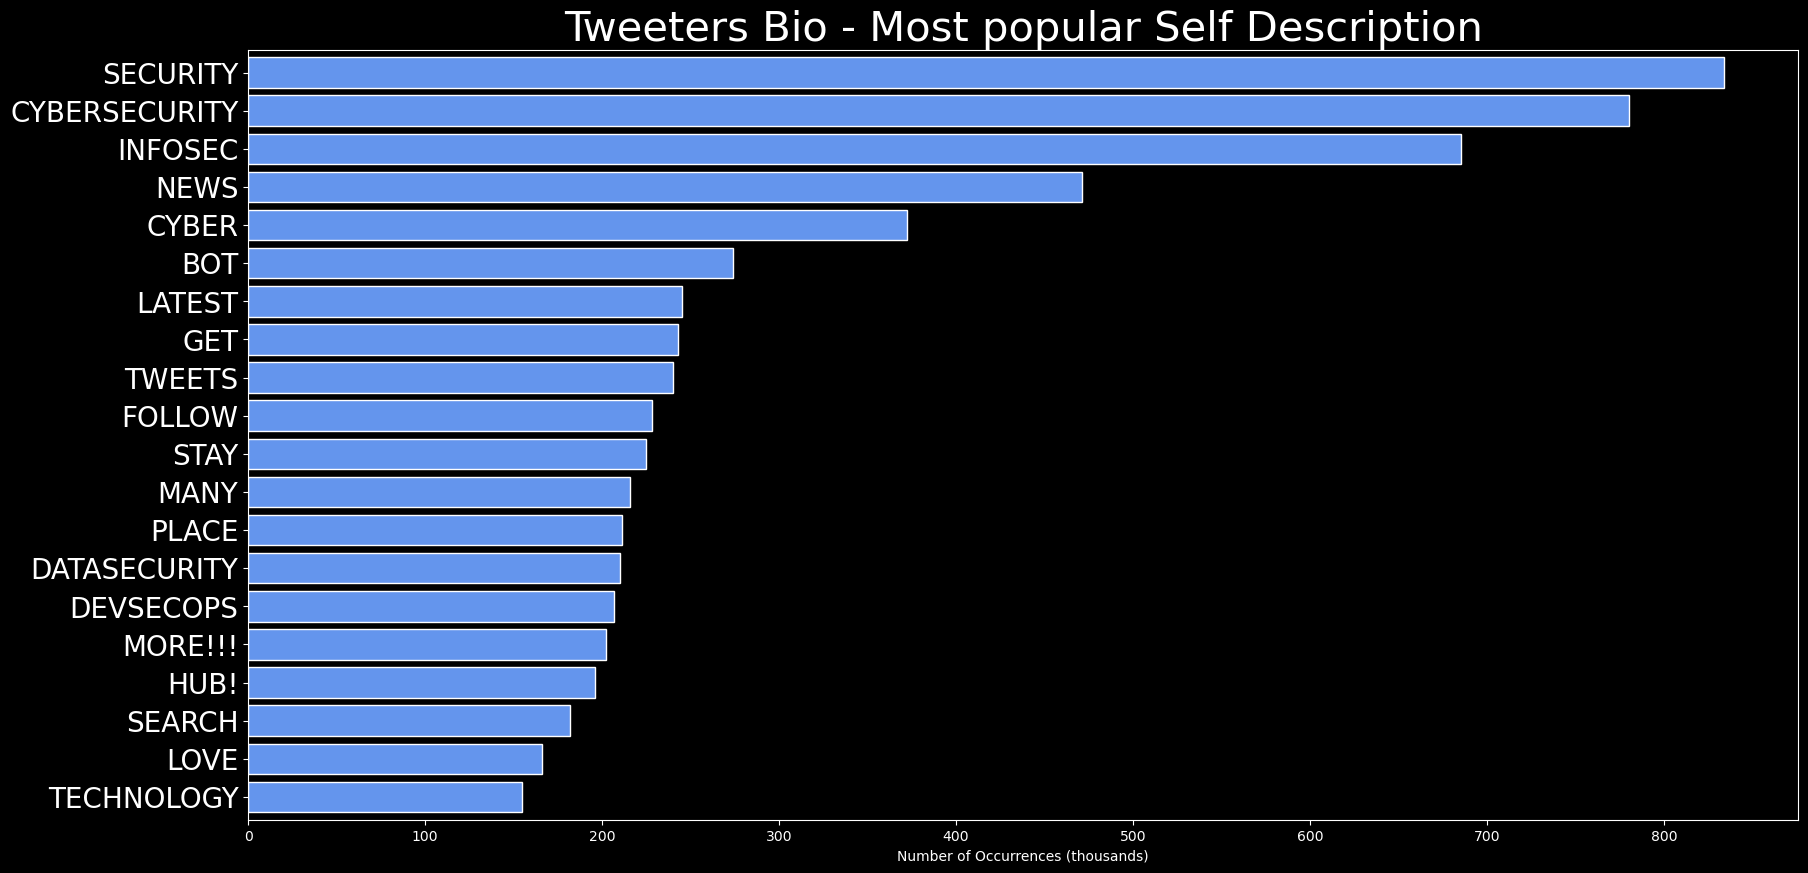 Tweeters Bio - Most popular Self Description
SECURITY
CYBERSECURITY
INFOSEC
NEWS
CYBER
BOT
LATEST
GET
TWEETS
FOLLOW
STAY
MANY
PLACE
DATASECURITY
DEVSECOPS
MORE!!!
HUB!
SEARCH
LOVE
TECHNOLOGY
0 100 200 300 400 500 600 700 800
Number of Occurrences (thousands)